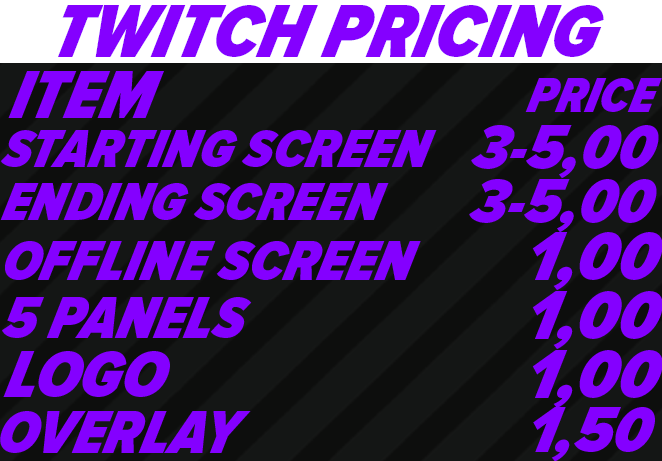 TWITCH PRICING
ITEM PRICE
STARTING SCREEN 3-5,00
ENDING SCREEN 3-5,00
OFFLINE SCREEN 1,00
5 PANELS 1,00
LOGO 1,00
OVERLAY 1,50